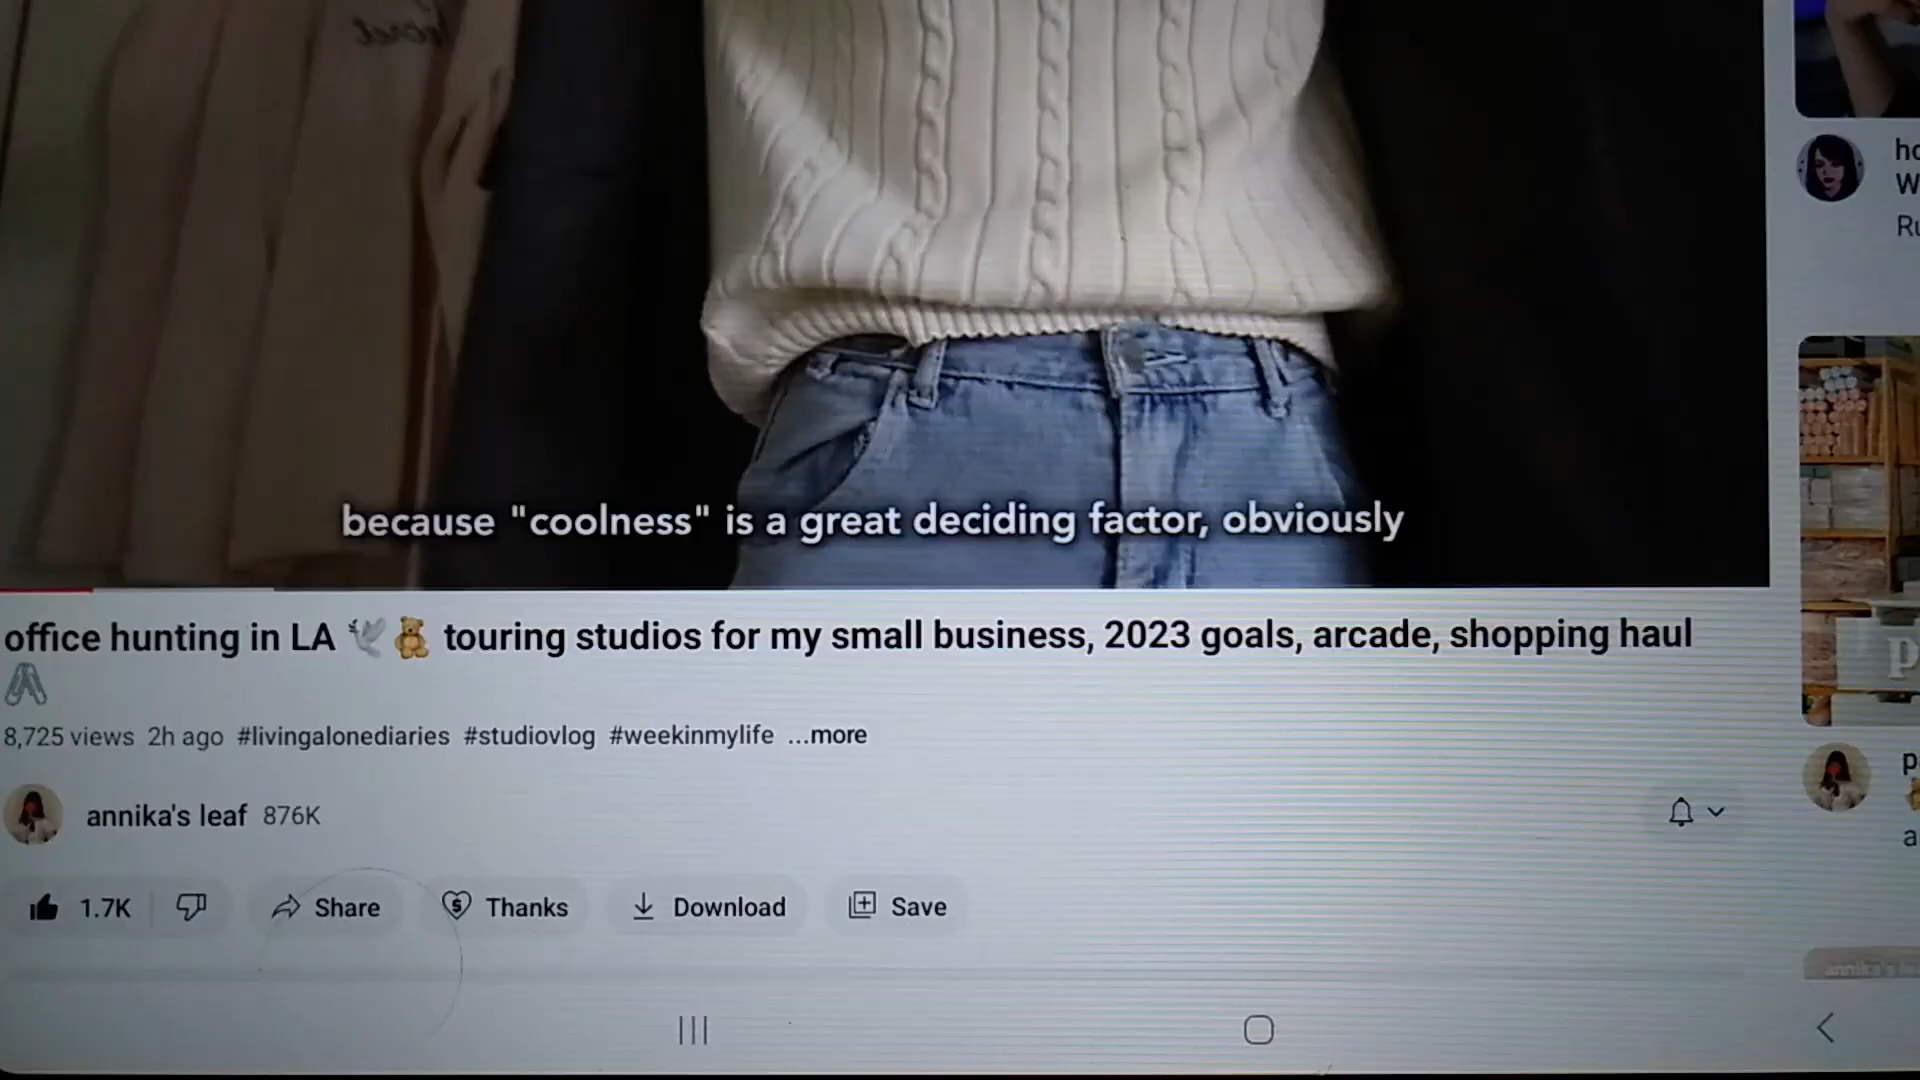 because "coolness" is a great deciding factor, obviously
office hunting in LA 🕊️🧸 touring studios for my small business, 2023 goals, arcade, shopping haul
🖇️
8,725 views 2h ago #livingalonediaries #studiovlog #weekinmylife ...more
annika's leaf 876K
1.7K Share Thanks Download Save